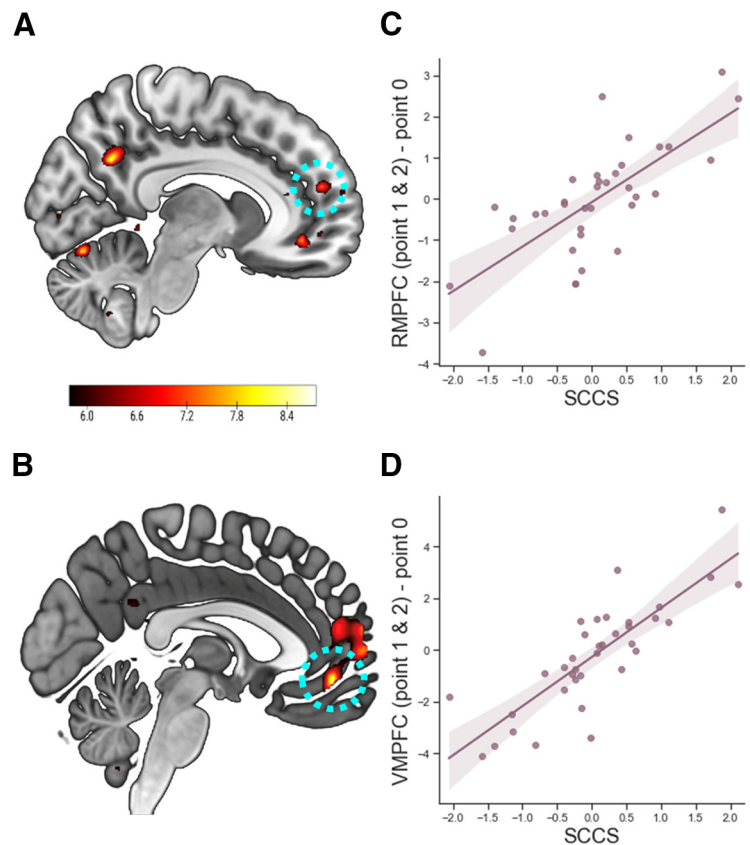 A
6.0 6.6 7.2 7.8 8.4
B
C
RMPFC (point 1 & 2) – point 0
3
2
1
0
−1
−2
−3
−4
−2.0 −1.5 −1.0 −0.5 0.0 0.5 1.0 1.5 2.0
SCCS
D
VMPFC (point 1 & 2) – point 0
4
2
0
−2
−4
−2.0 −1.5 −1.0 −0.5 0.0 0.5 1.0 1.5 2.0
SCCS